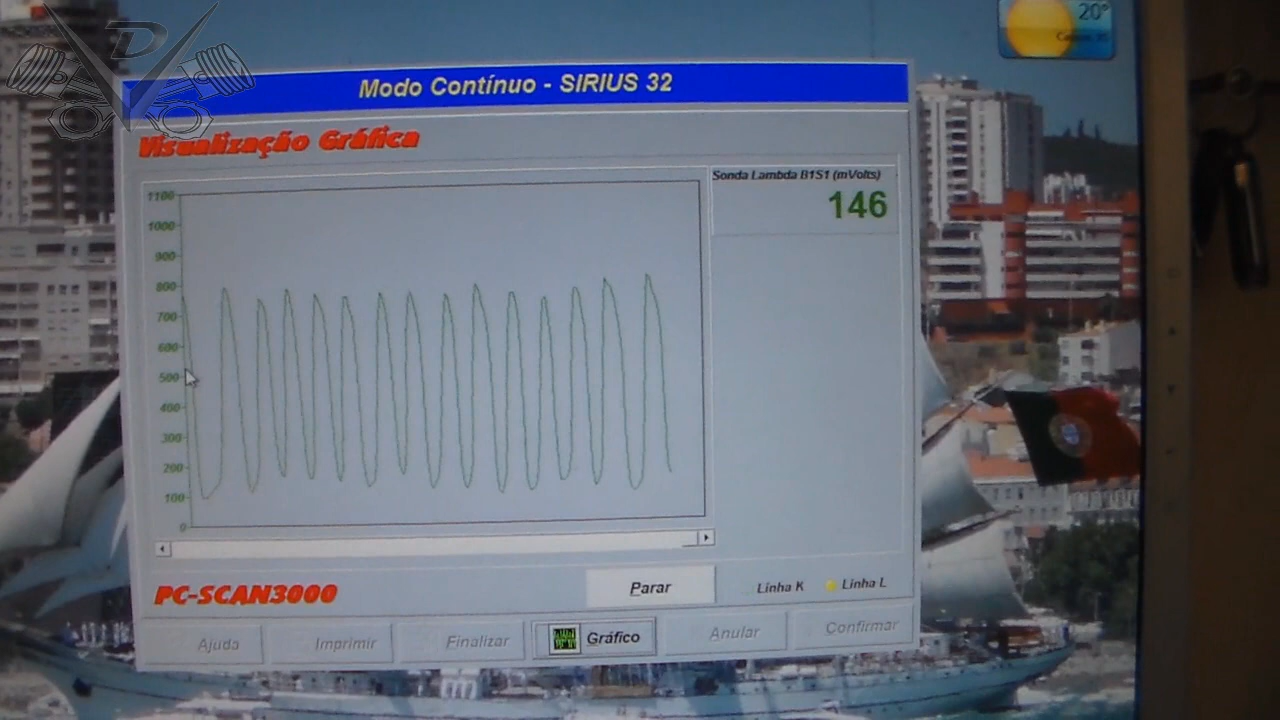 20°
Modo Contínuo - SIRIUS 32
Visualização Gráfica
Sonda Lambda B1S1 (mVolts)
146
1100
1000
900
800
700
600
500
400
300
200
100
0
PC-SCAN3000
Parar
Linha K
Linha L
Ajuda
Imprimir
Finalizar
Gráfico
Anular
Confirmar